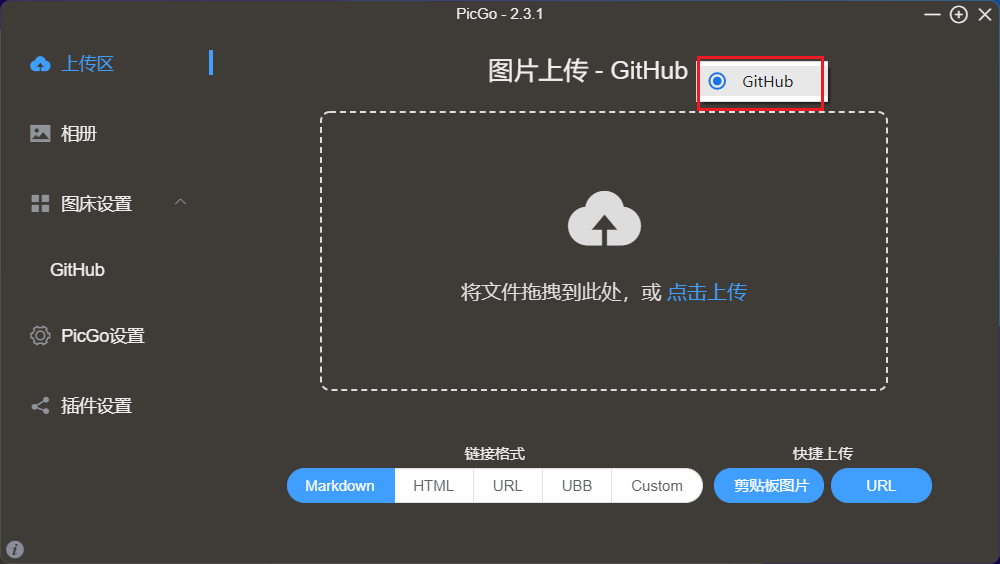 PicGo - 2.3.1
上传区
相册
图床设置
GitHub
PicGo设置
插件设置
图片上传 - GitHub
GitHub
将文件拖拽到此处，或 点击上传
链接格式
Markdown HTML URL UBB Custom
快捷上传
剪贴板图片 URL